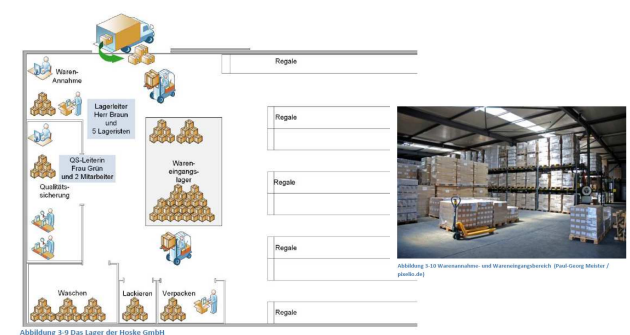 Waren-
Annahme
Lagerleiter
Herr Braun
und
5 Lageristen
QS-Leiterin
Frau Grün
und 2 Mitarbeiter
Qualitäts-
sicherung
Waren-
eingangs-
lager
Waschen
Lackieren
Verpacken
Regale
Regale
Regale
Regale
Regale
Abbildung 3-9 Das Lager der Hoske GmbH
Abbildung 3-10 Warenannahme- und Wareneingangsbereich (Paul-Georg Meister /
pixelio.de)